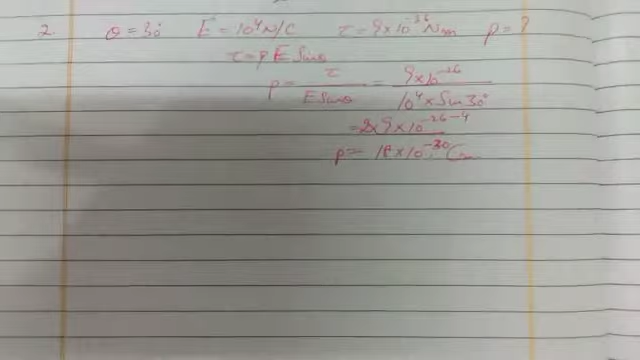 2. θ = 30° E = 10⁴ N/C τ = 9×10⁻²⁶ Nm p = ?
τ = pE Sinθ
p = τ / E Sinθ = 9×10⁻²⁶ / 10⁴ × Sin 30°
= 2×9×10⁻²⁶⁻⁴
p = 18×10⁻³⁰ Cm